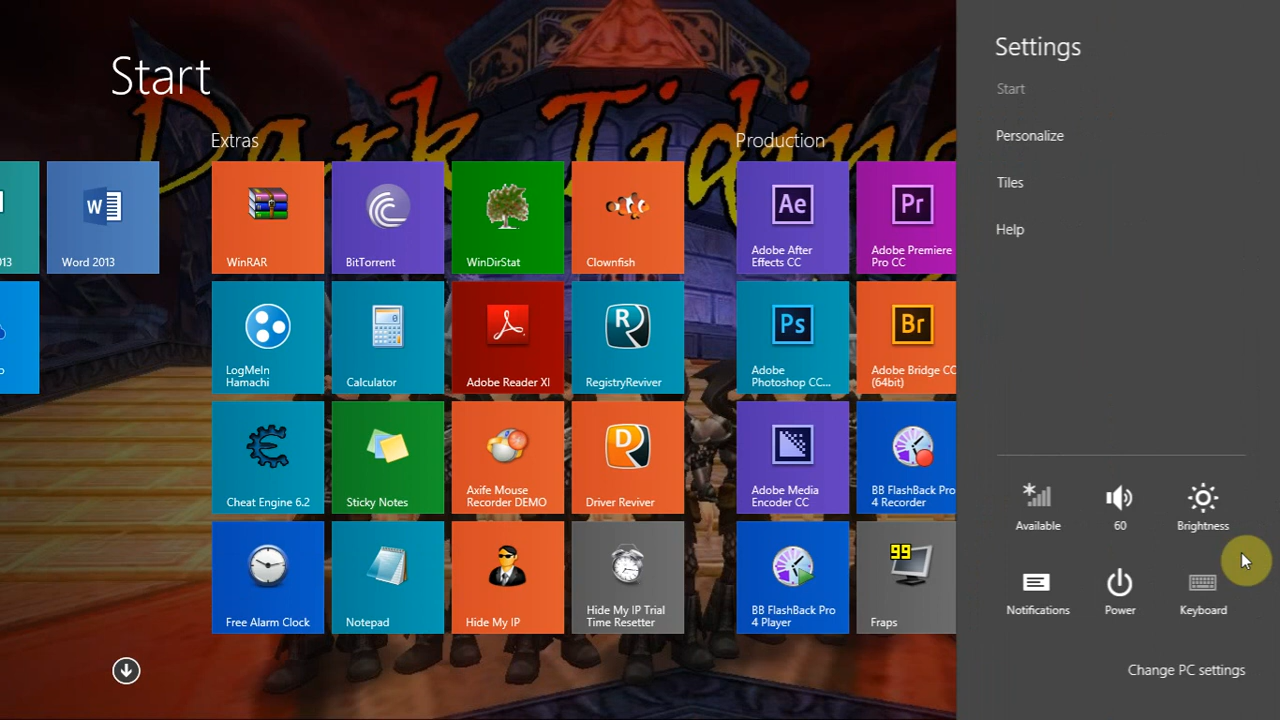 Start
Dark Tiding
Extras
Production
013
W
Word 2013
WinRAR
BitTorrent
WinDirStat
Clownfish
Ae
Adobe After
Effects CC
Pr
Adobe Premiere
Pro CC
o
LogMeIn
Hamachi
0
Calculator
Adobe Reader XI
R
RegistryReviver
Ps
Adobe
Photoshop CC...
Br
Adobe Bridge CC
(64bit)
Cheat Engine 6.2
Sticky Notes
Axife Mouse
Recorder DEMO
D
Driver Reviver
Adobe Media
Encoder CC
BB FlashBack Pro
4 Recorder
Free Alarm Clock
Notepad
Hide My IP
Hide My IP Trial
Time Resetter
BB FlashBack Pro
4 Player
99
Fraps
Settings
Start
Personalize
Tiles
Help
Available
60
Brightness
Notifications
Power
Keyboard
Change PC settings